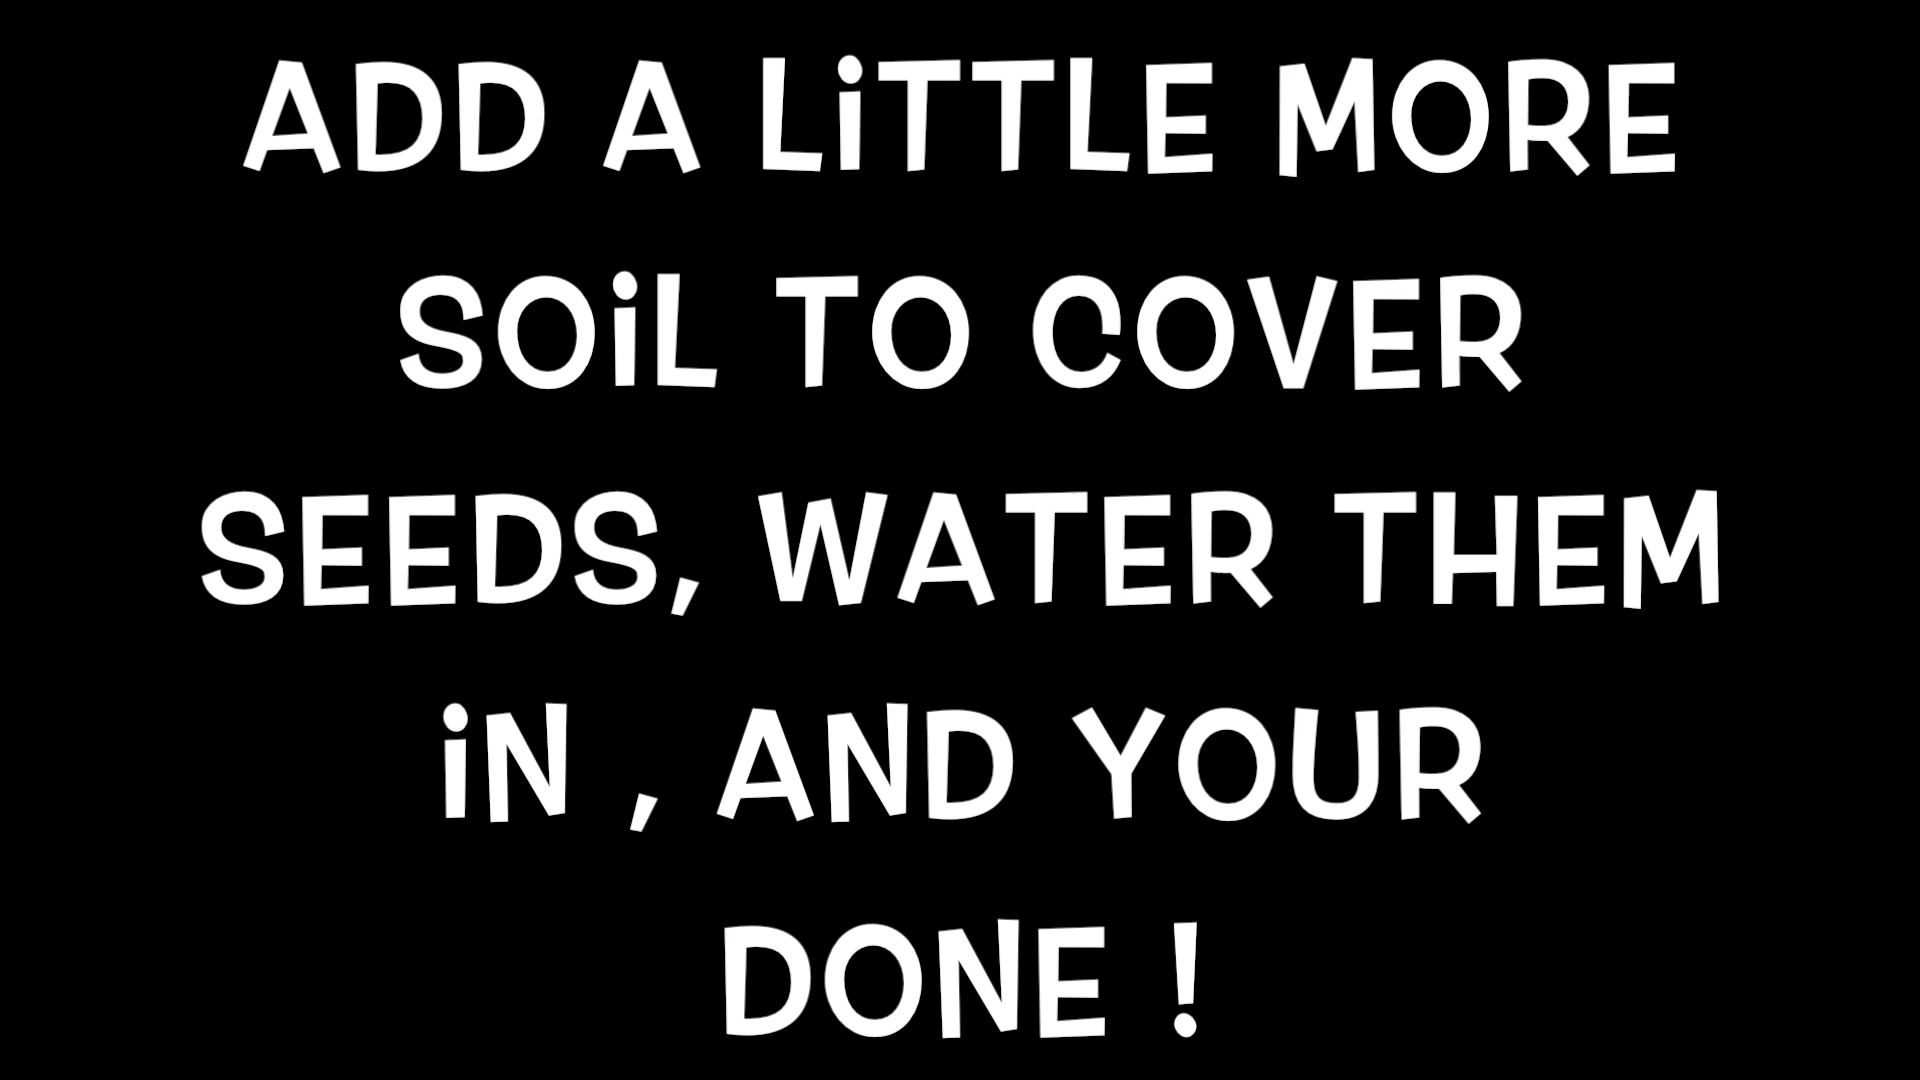 ADD A LiTTLE MORE
SOiL TO COVER
SEEDS, WATER THEM
iN , AND YOUR
DONE !